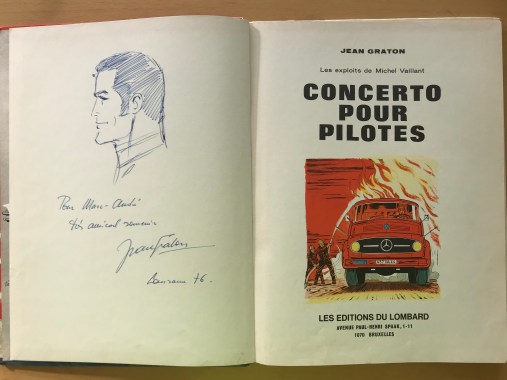 Pour Marc-André
très amical souvenir
Jean Graton
76.
JEAN GRATON
Les exploits de Michel Vaillant
CONCERTO
POUR
PILOTES
LES EDITIONS DU LOMBARD
AVENUE PAUL-HENRI SPAAK, 1-11
1070 BRUXELLES